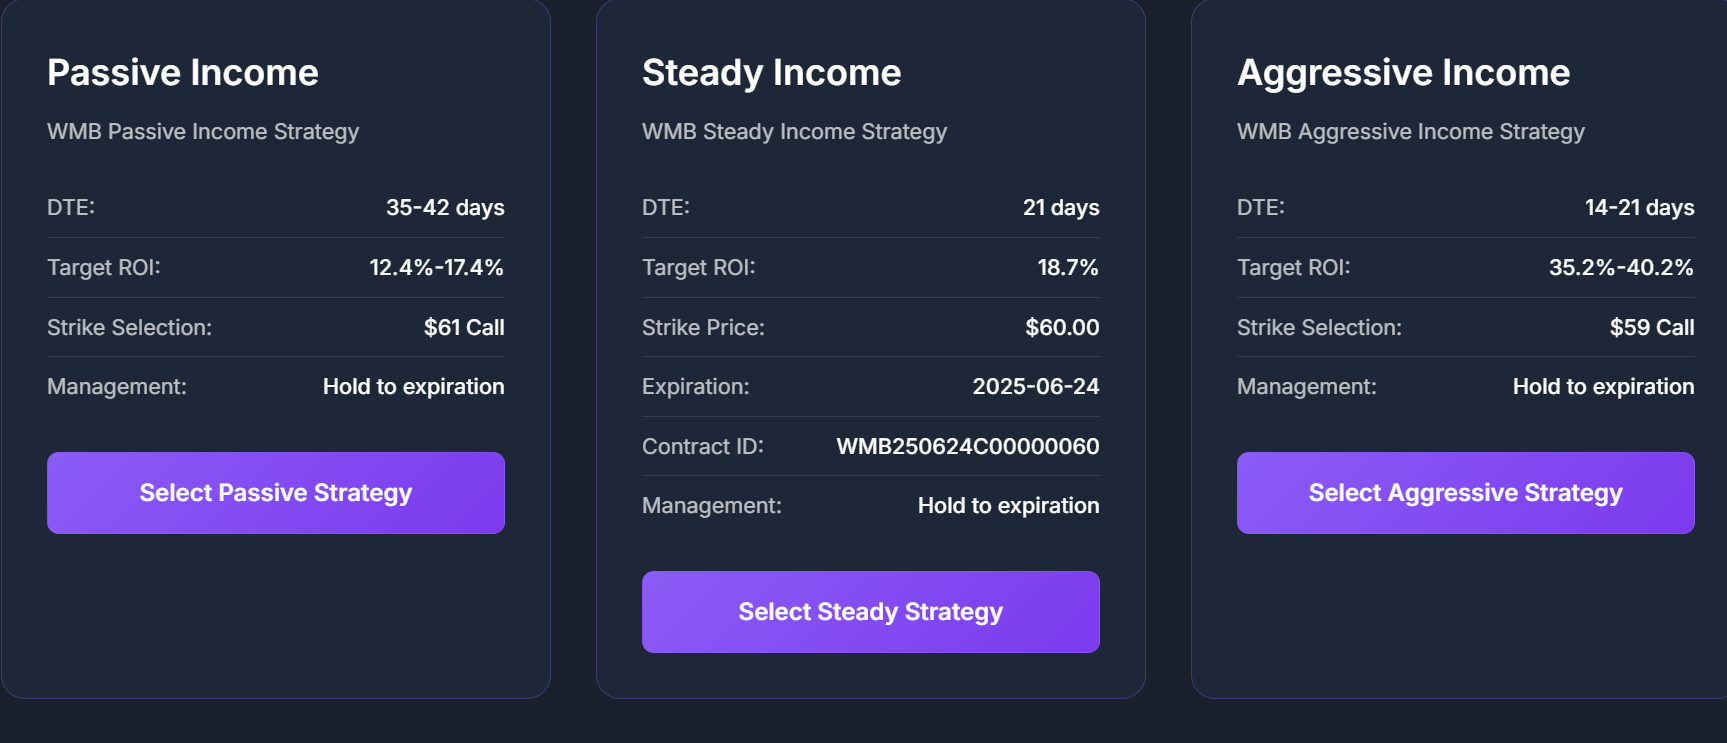 Passive Income
WMB Passive Income Strategy
DTE: 35-42 days
Target ROI: 12.4%-17.4%
Strike Selection: $61 Call
Management: Hold to expiration
Select Passive Strategy
Steady Income
WMB Steady Income Strategy
DTE: 21 days
Target ROI: 18.7%
Strike Price: $60.00
Expiration: 2025-06-24
Contract ID: WMB250624C00000060
Management: Hold to expiration
Select Steady Strategy
Aggressive Income
WMB Aggressive Income Strategy
DTE: 14-21 days
Target ROI: 35.2%-40.2%
Strike Selection: $59 Call
Management: Hold to expiration
Select Aggressive Strategy